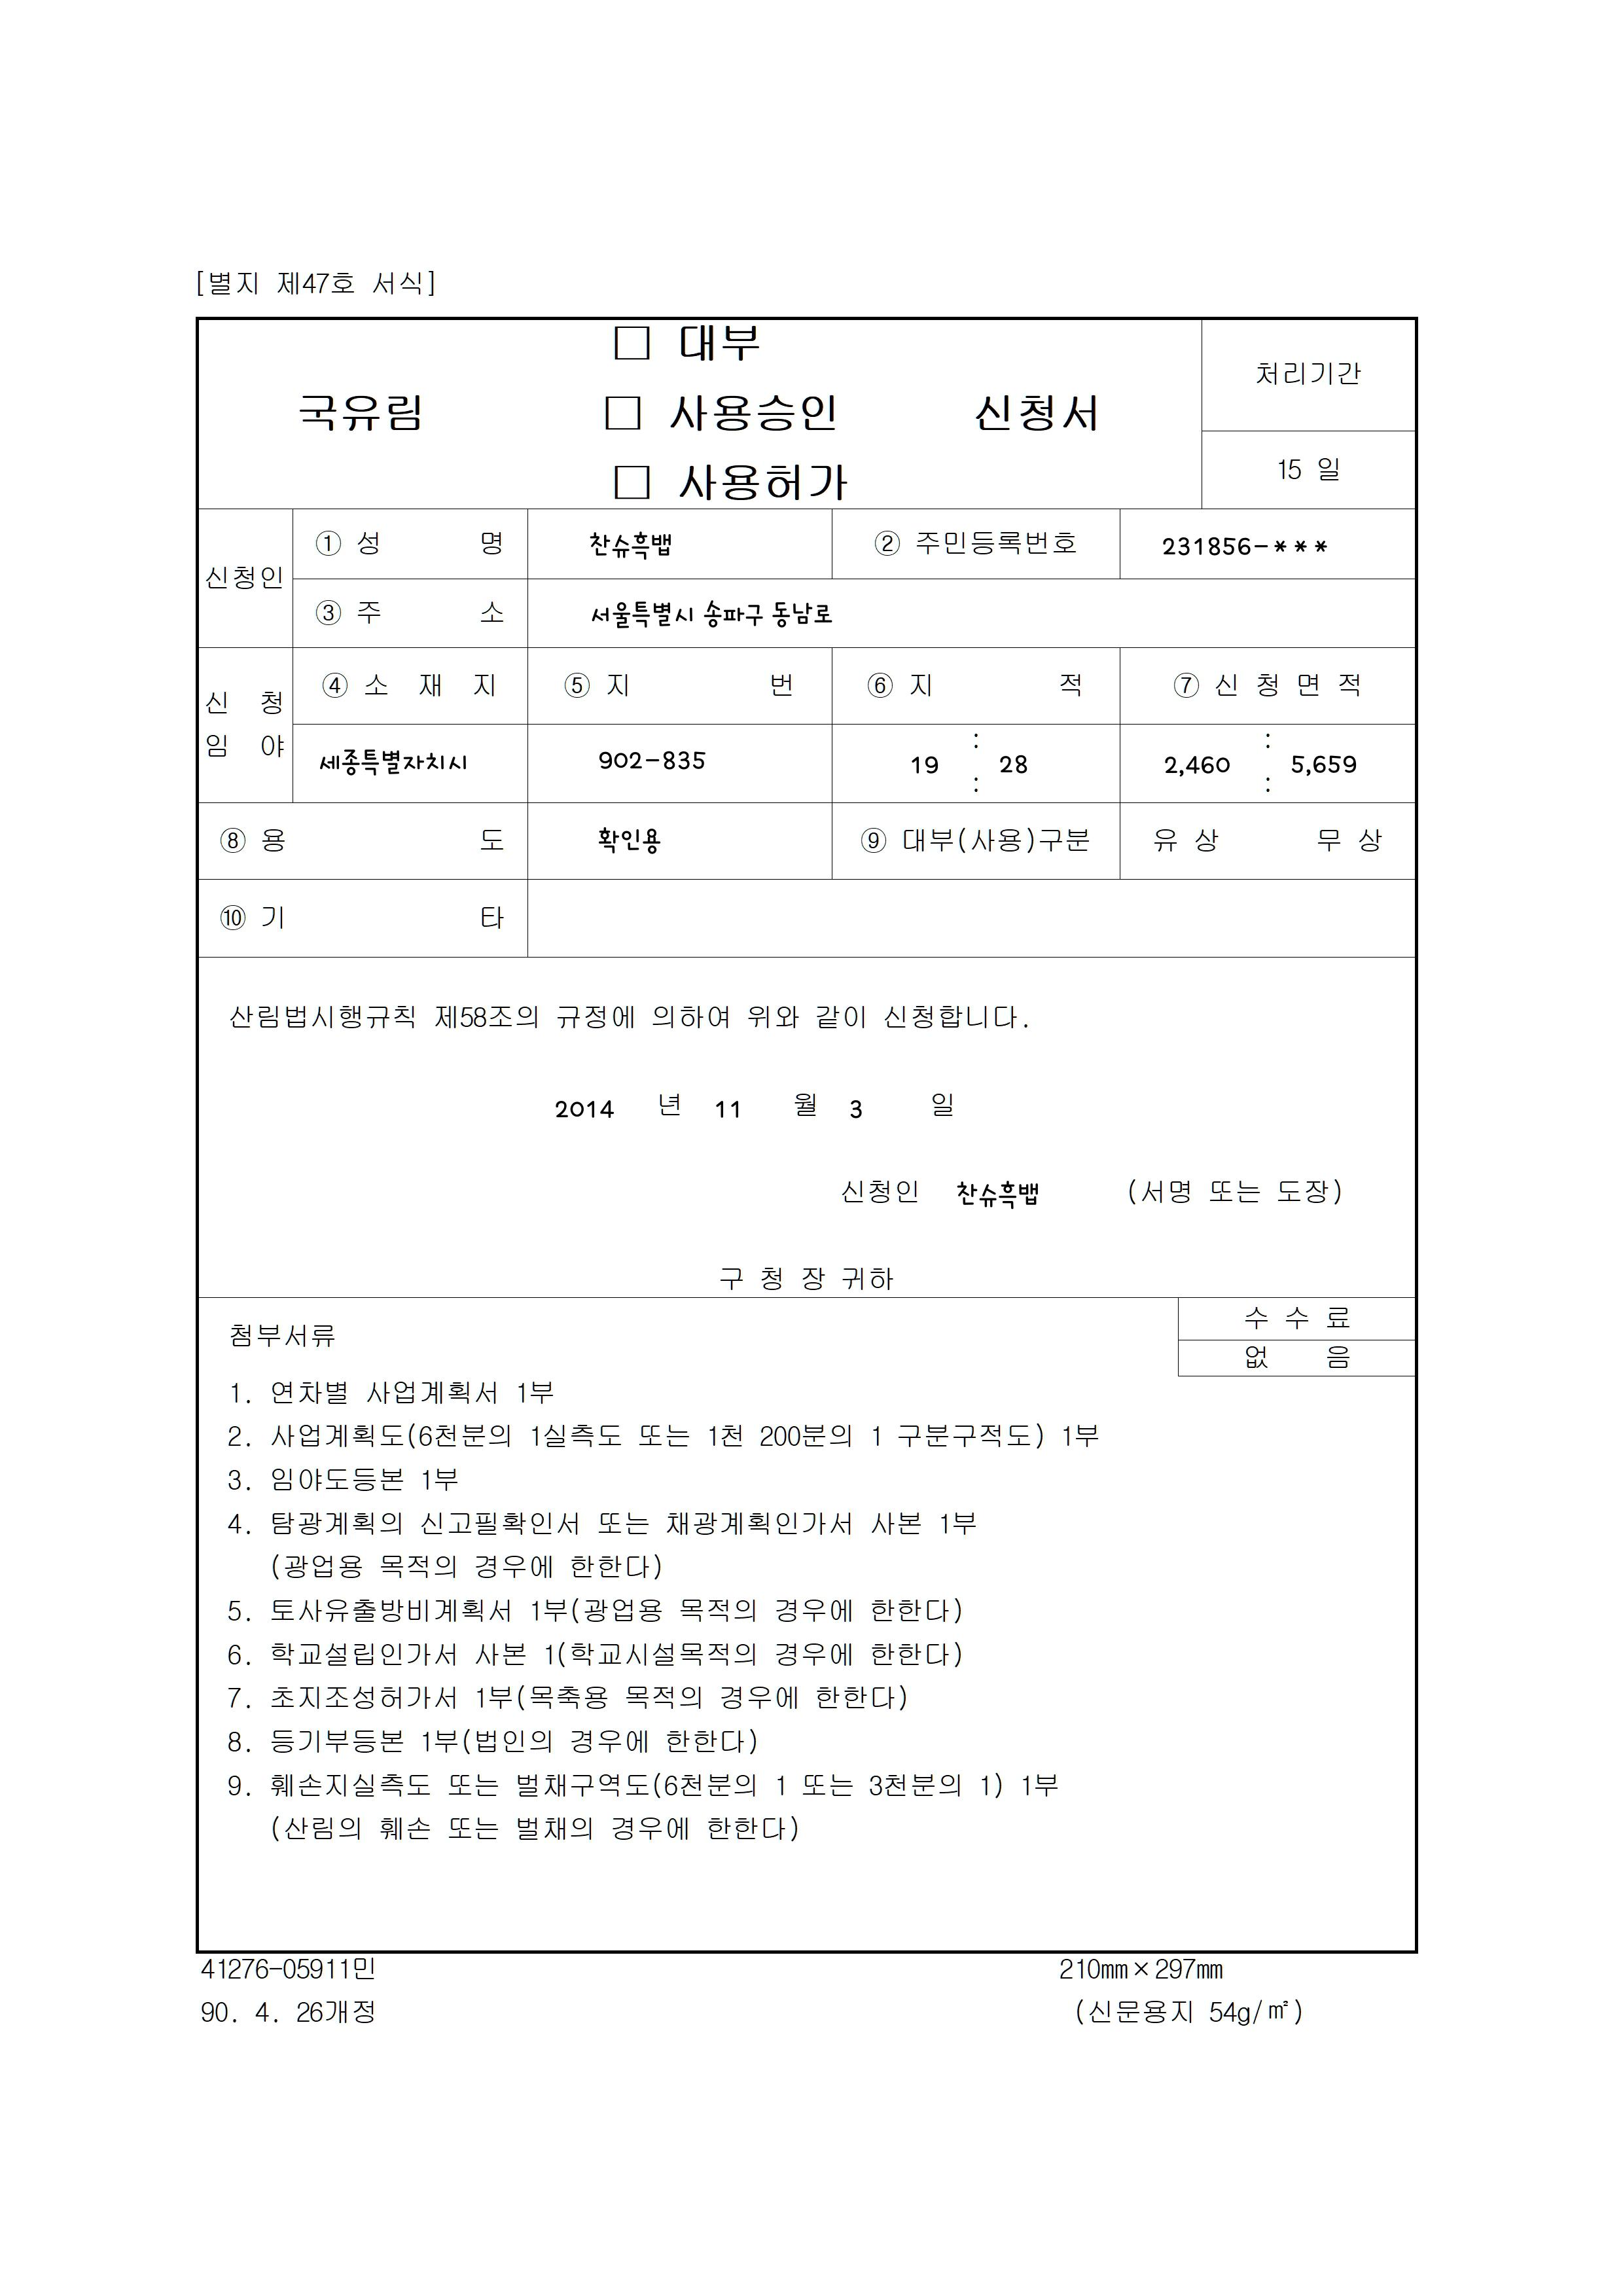 [별지 제47호 서식]
□ 대부
국유림 □ 사용승인 신청서
□ 사용허가
처리기간
15 일
신청인
① 성 명 찬슈흑뱁 ② 주민등록번호 231856-***
③ 주 소 서울특별시 송파구 동남로
신 청
임 야
④ 소 재 지 ⑤ 지 번 ⑥ 지 적 ⑦ 신 청 면 적
세종특별자치시 902-835 19 : : 28 2,460 : : 5,659
⑧ 용 도 확인용 ⑨ 대부(사용)구분 유 상 무 상
⑩ 기 타
산림법시행규칙 제58조의 규정에 의하여 위와 같이 신청합니다.
2014 년 11 월 3 일
신청인 찬슈흑뱁 (서명 또는 도장)
구 청 장 귀하
수 수 료
없 음
첨부서류
1. 연차별 사업계획서 1부
2. 사업계획도(6천분의 1실측도 또는 1천 200분의 1 구분구적도) 1부
3. 임야도등본 1부
4. 탐광계획의 신고필확인서 또는 채광계획인가서 사본 1부
(광업용 목적의 경우에 한한다)
5. 토사유출방비계획서 1부(광업용 목적의 경우에 한한다)
6. 학교설립인가서 사본 1(학교시설목적의 경우에 한한다)
7. 초지조성허가서 1부(목축용 목적의 경우에 한한다)
8. 등기부등본 1부(법인의 경우에 한한다)
9. 훼손지실측도 또는 벌채구역도(6천분의 1 또는 3천분의 1) 1부
(산림의 훼손 또는 벌채의 경우에 한한다)
41276-05911민 210㎜×297㎜
90. 4. 26개정 (신문용지 54g/㎡)